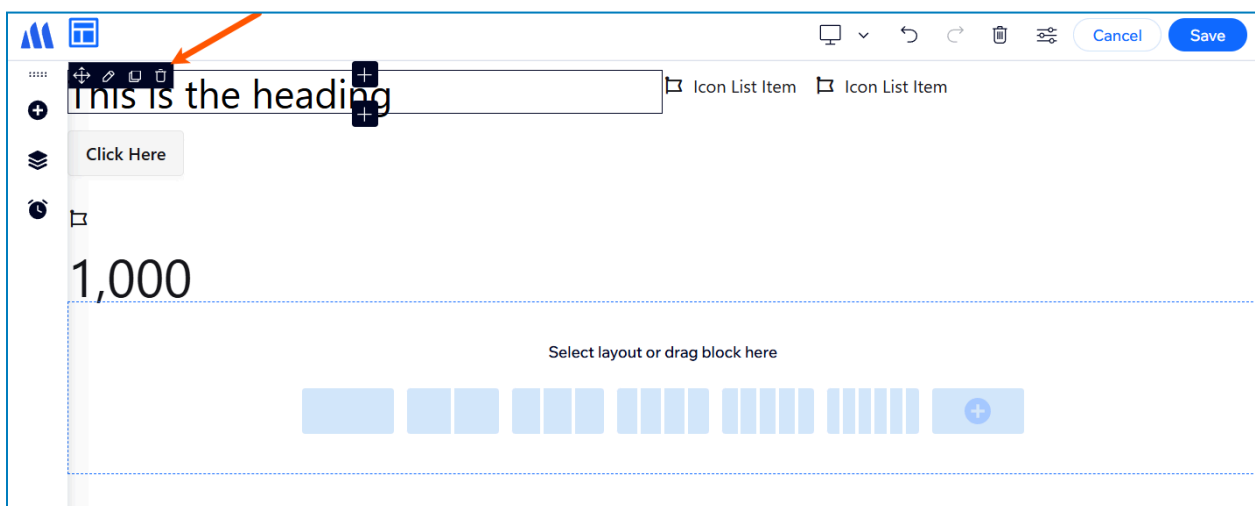 Cancel Save
This is the heading
Icon List Item Icon List Item
Click Here
1,000
Select layout or drag block here